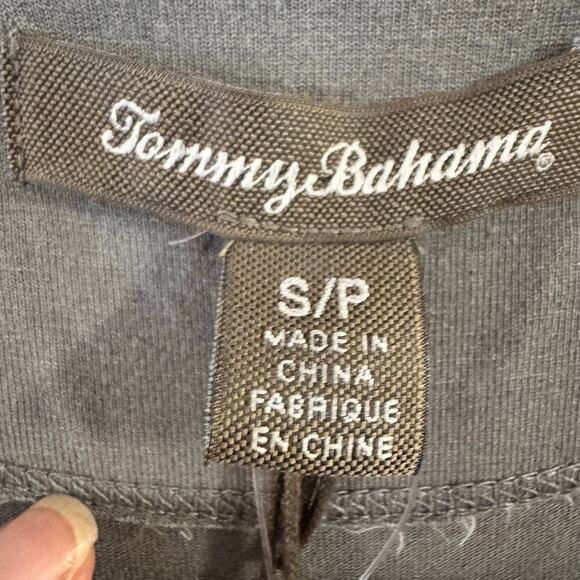 Tommy Bahama®
S/P
MADE IN
CHINA
FABRIQUE
EN CHINE